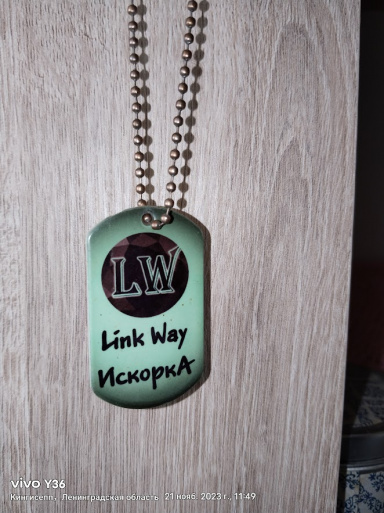 LW
Link Way
ИскоркА
vivo Y36
Кингисепп, Ленинградская область 21 нояб. 2023 г., 11:49